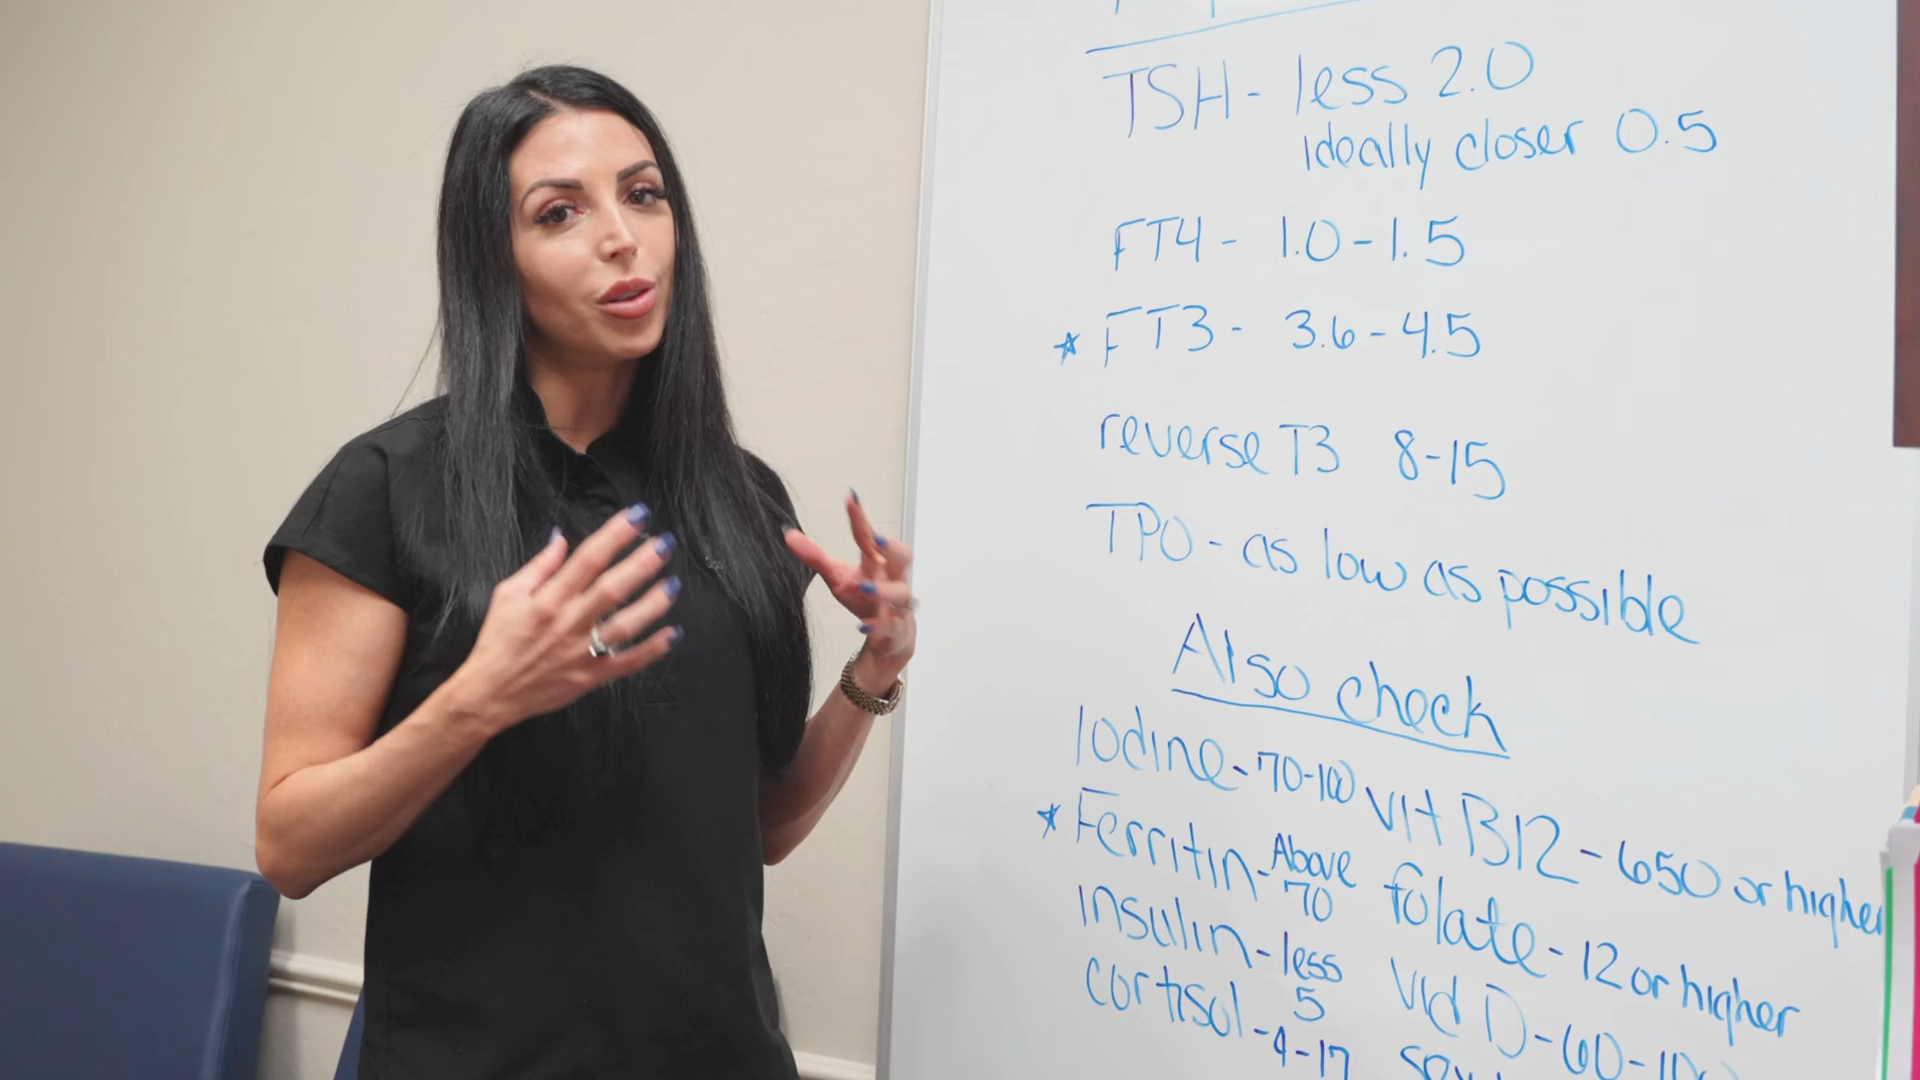 TSH - less 2.0
ideally closer 0.5
FT4 - 1.0-1.5
* FT3 - 3.6-4.5
reverse T3 8-15
TPO - as low as possible
Also check
Iodine - 70-100
* Ferritin - Above 70
insulin - less 5
cortisol - 4-17
vit B12 - 650 or higher
folate - 12 or higher
D - 60-